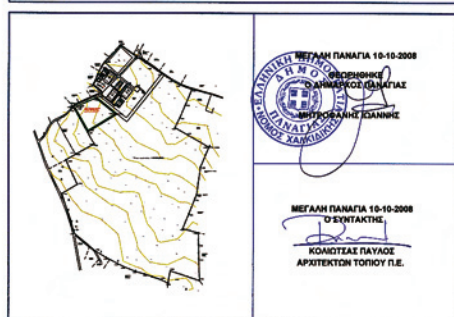 ΜΕΓΑΛΗ ΠΑΝΑΓΙΑ 10-10-2008
ΘΕΩΡΗΘΗΚΕ
Ο ΔΗΜΑΡΧΟΣ ΠΑΝΑΓΙΑΣ
ΜΗΤΡΟΦΑΝΗΣ ΙΩΑΝΝΗΣ
ΕΛΛΗΝΙΚΗ ΔΗΜΟΚΡΑΤΙΑ
ΔΗΜΟΣ
ΠΑΝΑΓΙΑΣ
ΝΟΜΟΣ ΧΑΛΚΙΔΙΚΗΣ
ΜΕΓΑΛΗ ΠΑΝΑΓΙΑ 10-10-2008
Ο ΣΥΝΤΑΚΤΗΣ
ΚΟΛΙΩΤΣΑΣ ΠΑΥΛΟΣ
ΑΡΧΙΤΕΚΤΩΝ ΤΟΠΙΟΥ Π.Ε.